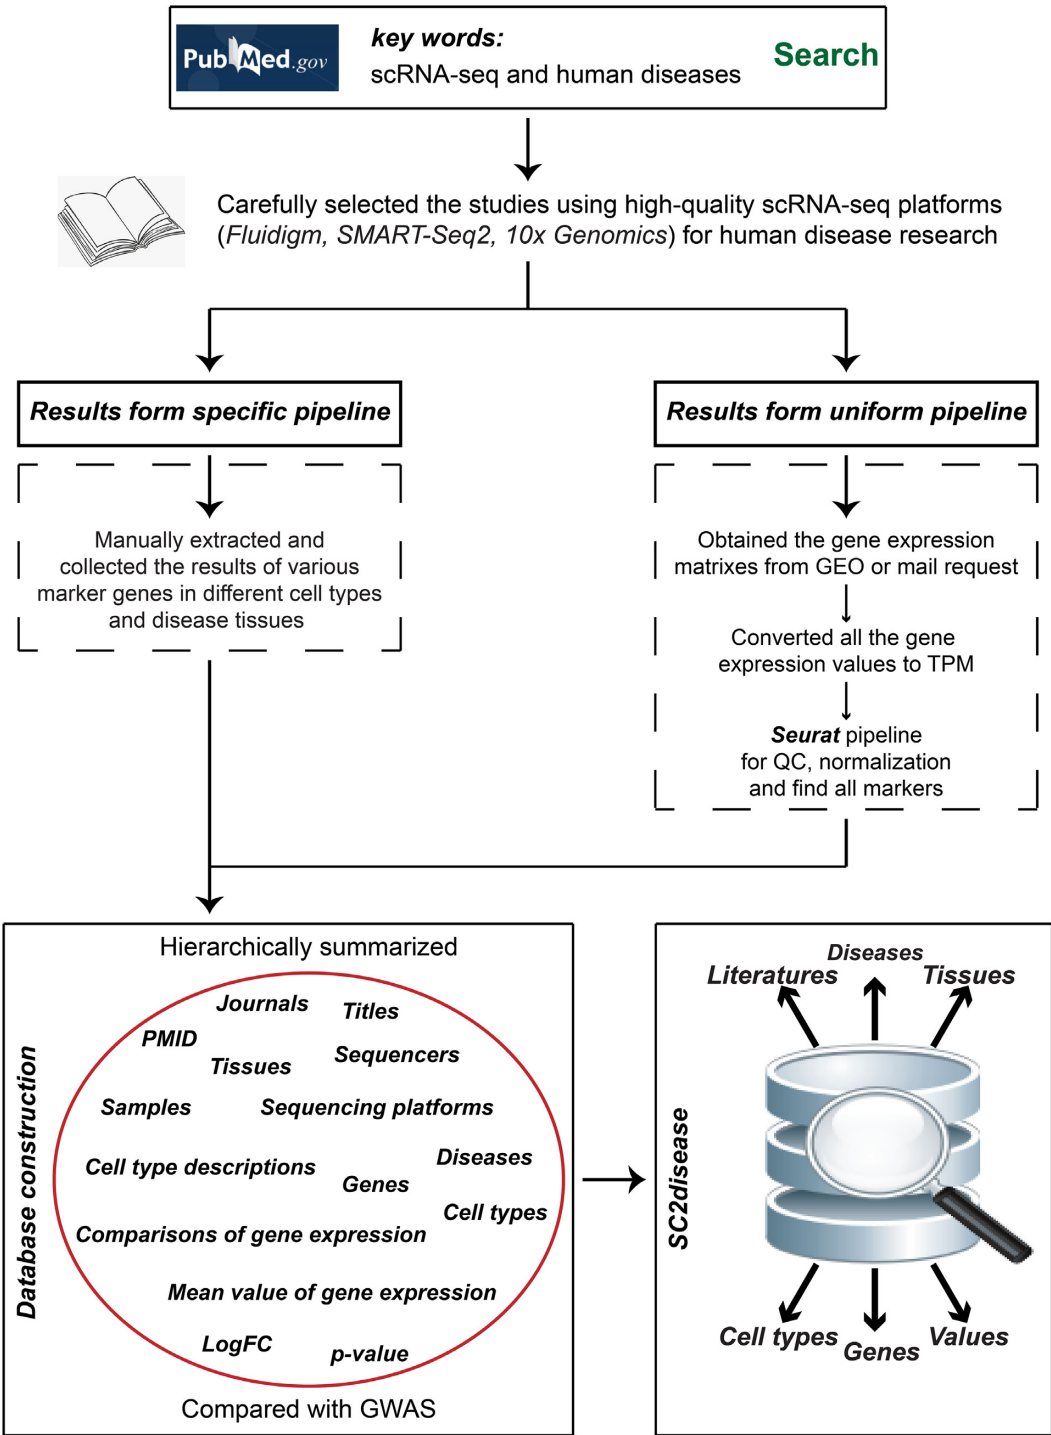 PubMed.gov
key words:
scRNA-seq and human diseases
Search
Carefully selected the studies using high-quality scRNA-seq platforms
(Fluidigm, SMART-Seq2, 10x Genomics) for human disease research
Results form specific pipeline
Manually extracted and
collected the results of various
marker genes in different cell types
and disease tissues
Results form uniform pipeline
Obtained the gene expression
matrixes from GEO or mail request
Converted all the gene
expression values to TPM
Seurat pipeline
for QC, normalization
and find all markers
Database construction
Hierarchically summarized
Journals
Titles
PMID
Tissues
Sequencers
Samples
Sequencing platforms
Cell type descriptions
Diseases
Genes
Cell types
Comparisons of gene expression
Mean value of gene expression
LogFC
p-value
Compared with GWAS
SC2disease
Literatures
Diseases
Tissues
Cell types
Genes
Values